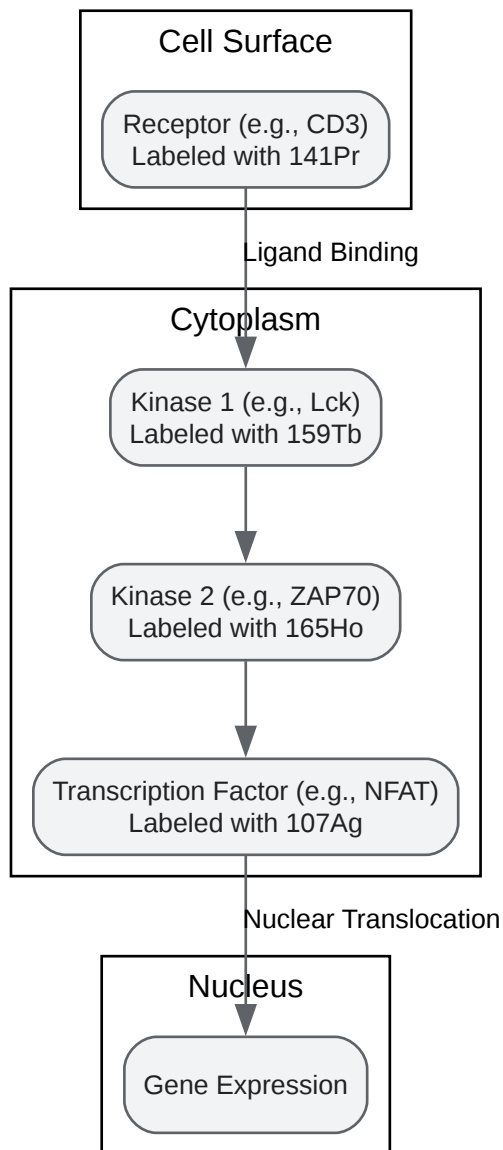 Cell Surface
Receptor (e.g., CD3)
Labeled with 141Pr
Ligand Binding
Cytoplasm
Kinase 1 (e.g., Lck)
Labeled with 159Tb
Kinase 2 (e.g., ZAP70)
Labeled with 165Ho
Transcription Factor (e.g., NFAT)
Labeled with 107Ag
Nuclear Translocation
Nucleus
Gene Expression